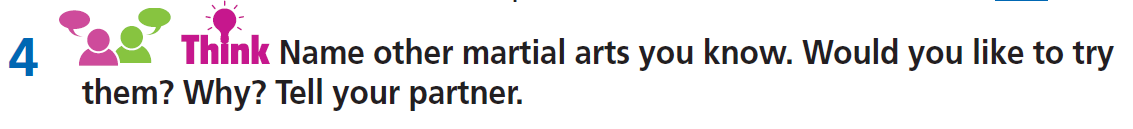 4 Think Name other martial arts you know. Would you like to try
them? Why? Tell your partner.